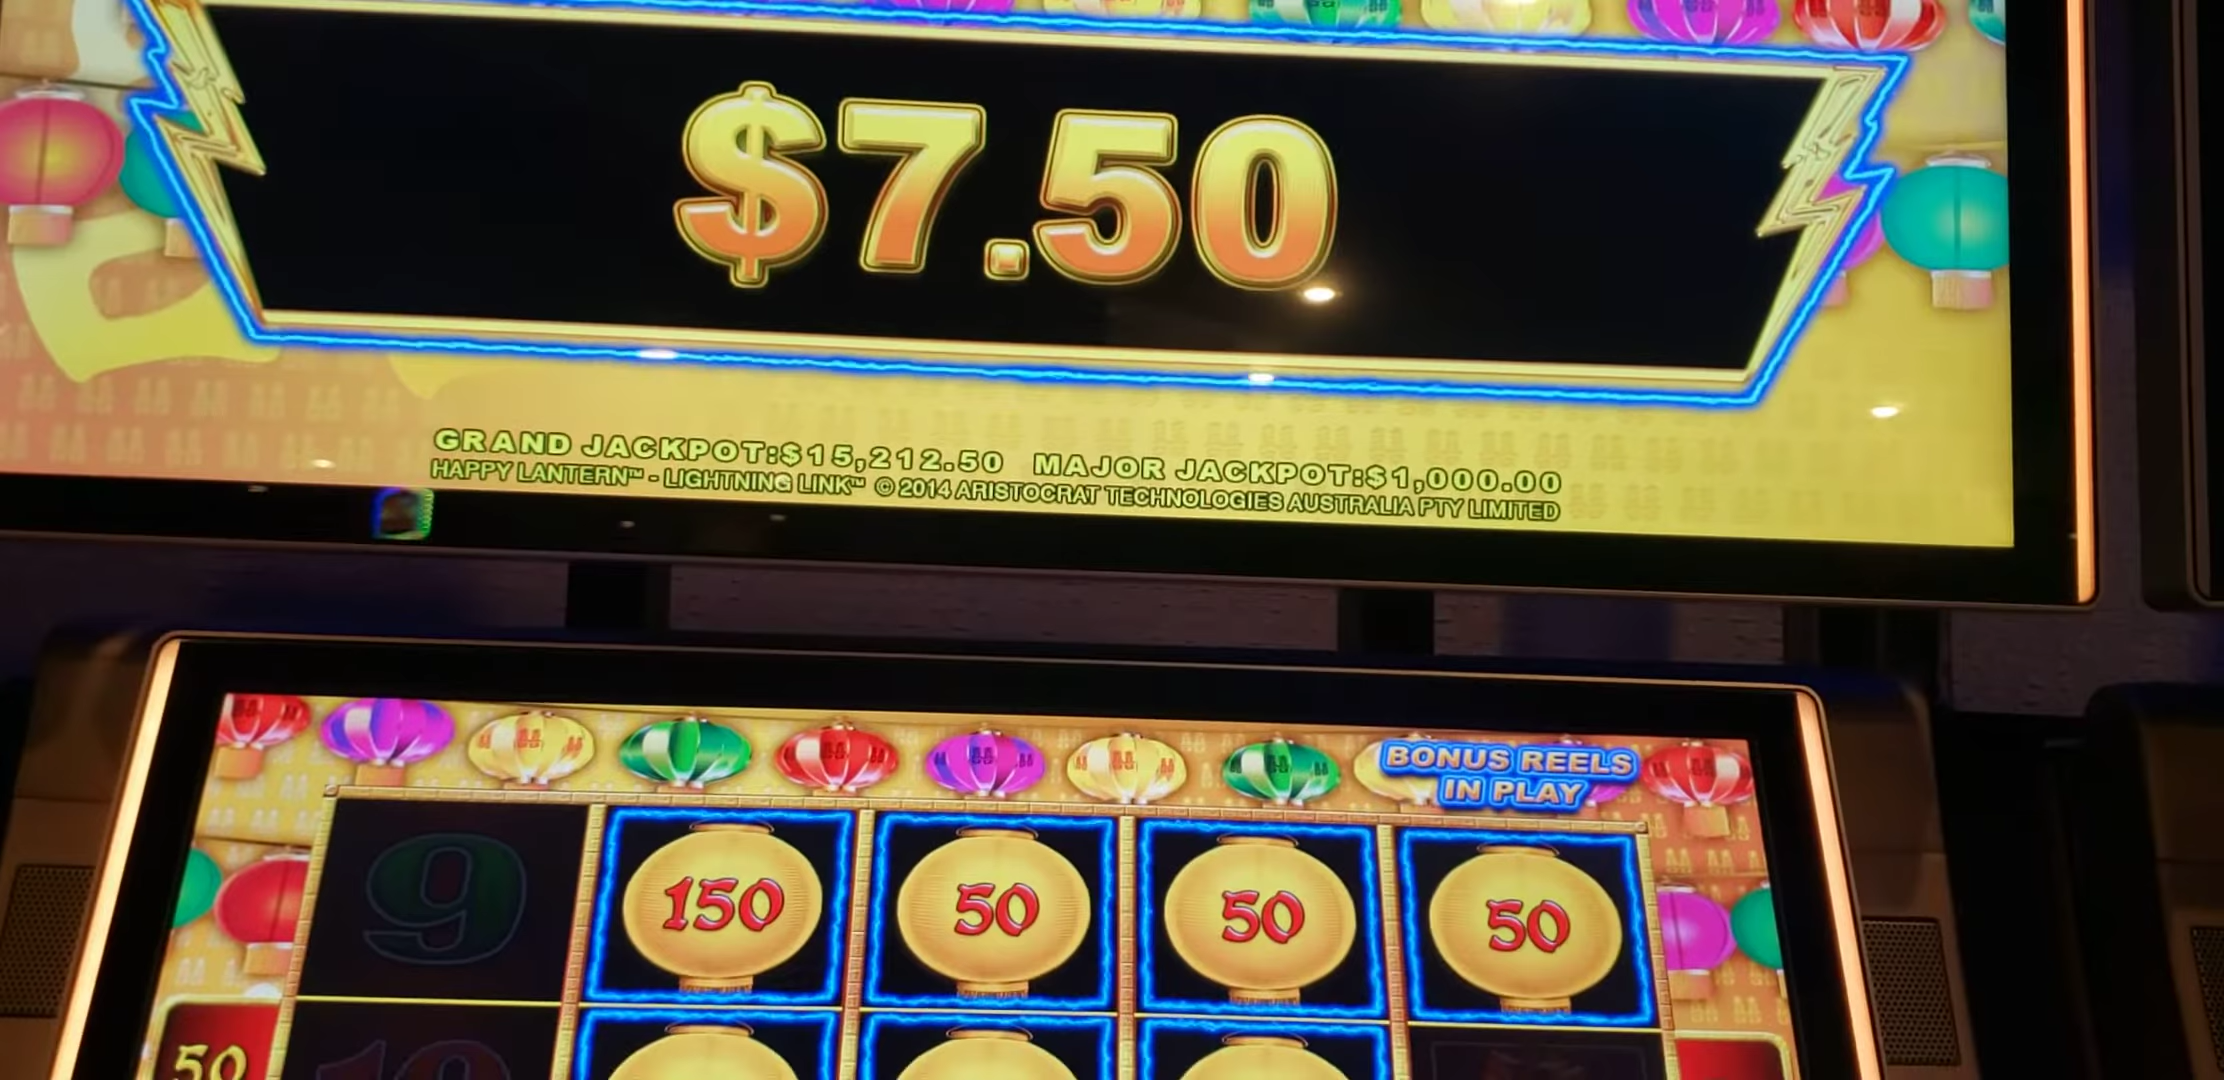 $7.50
GRAND JACKPOT:$15,212.50 MAJOR JACKPOT:$1,000.00
HAPPY LANTERN™ - LIGHTNING LINK™ © 2014 ARISTOCRAT TECHNOLOGIES AUSTRALIA PTY LIMITED
BONUS REELS
IN PLAY
9 150 50 50 50
50 10